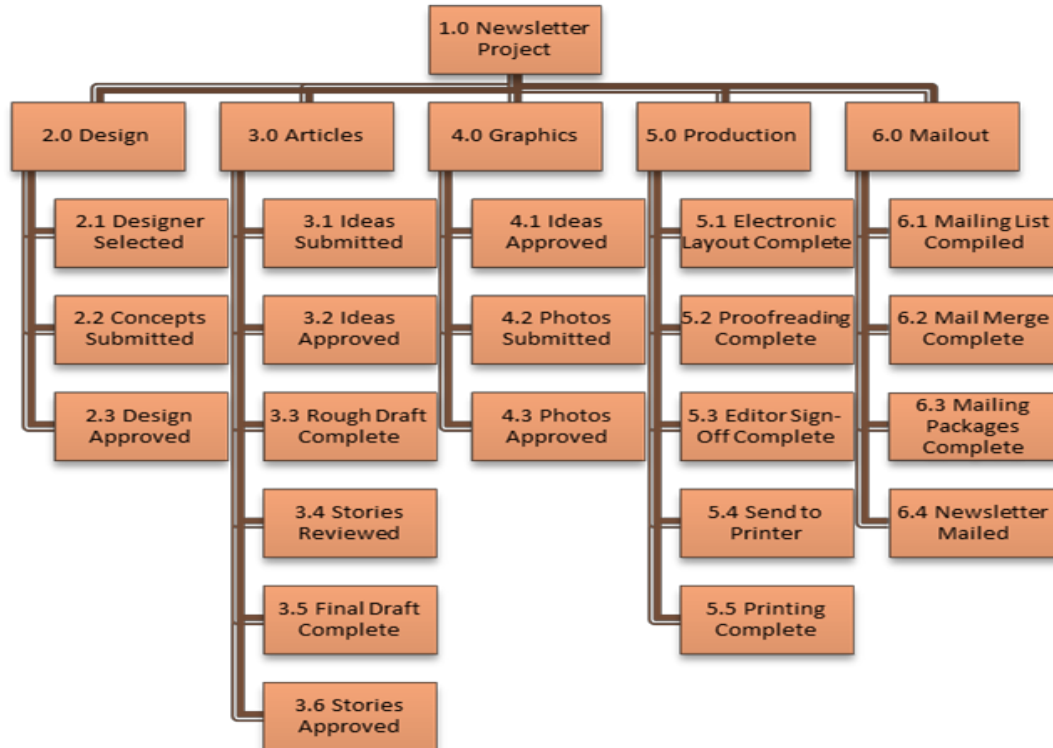 1.0 Newsletter
Project
2.0 Design
3.0 Articles
4.0 Graphics
5.0 Production
6.0 Mailout
2.1 Designer
Selected
2.2 Concepts
Submitted
2.3 Design
Approved
3.1 Ideas
Submitted
3.2 Ideas
Approved
3.3 Rough Draft
Complete
3.4 Stories
Reviewed
3.5 Final Draft
Complete
3.6 Stories
Approved
4.1 Ideas
Approved
4.2 Photos
Submitted
4.3 Photos
Approved
5.1 Electronic
Layout Complete
5.2 Proofreading
Complete
5.3 Editor Sign-
Off Complete
5.4 Send to
Printer
5.5 Printing
Complete
6.1 Mailing List
Compiled
6.2 Mail Merge
Complete
6.3 Mailing
Packages
Complete
6.4 Newsletter
Mailed